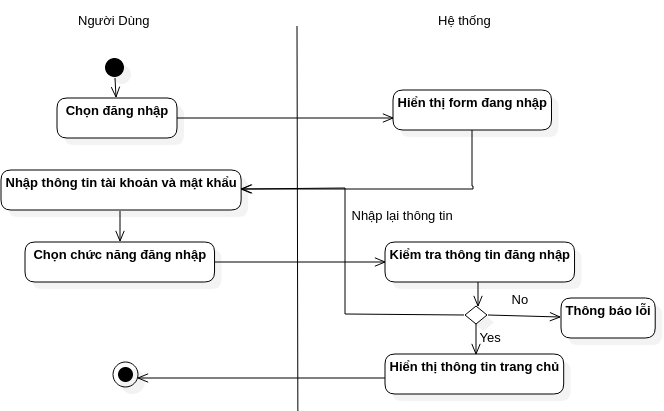 Người Dùng
Hệ thống
Chọn đăng nhập
Hiển thị form đang nhập
Nhập thông tin tài khoản và mật khẩu
Nhập lại thông tin
Chọn chức năng đăng nhập
Kiểm tra thông tin đăng nhập
No
Thông báo lỗi
Yes
Hiển thị thông tin trang chủ